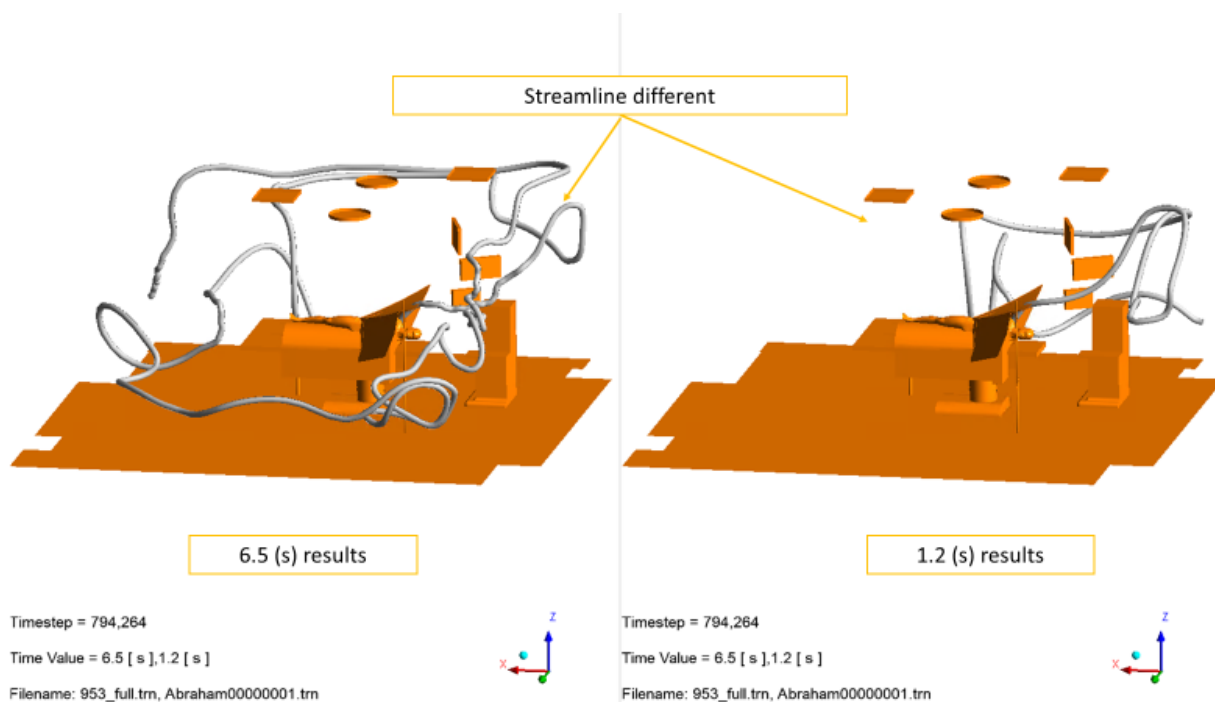 Streamline different
6.5 (s) results
1.2 (s) results
Timestep = 794,264
Time Value = 6.5 [ s ],1.2 [ s ]
Filename: 953_full.trn, Abraham00000001.trn
Z
X
Timestep = 794,264
Time Value = 6.5 [ s ],1.2 [ s ]
Filename: 953_full.trn, Abraham00000001.trn
Z
X